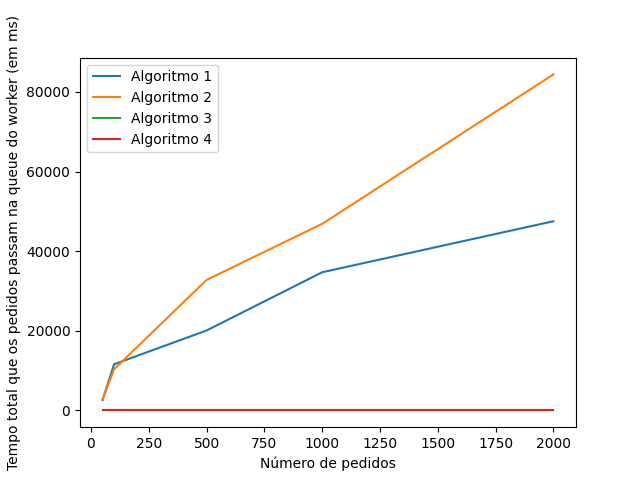 Tempo total que os pedidos passam na queue do worker (em ms)
80000
60000
40000
20000
0
Algoritmo 1
Algoritmo 2
Algoritmo 3
Algoritmo 4
0 250 500 750 1000 1250 1500 1750 2000
Número de pedidos